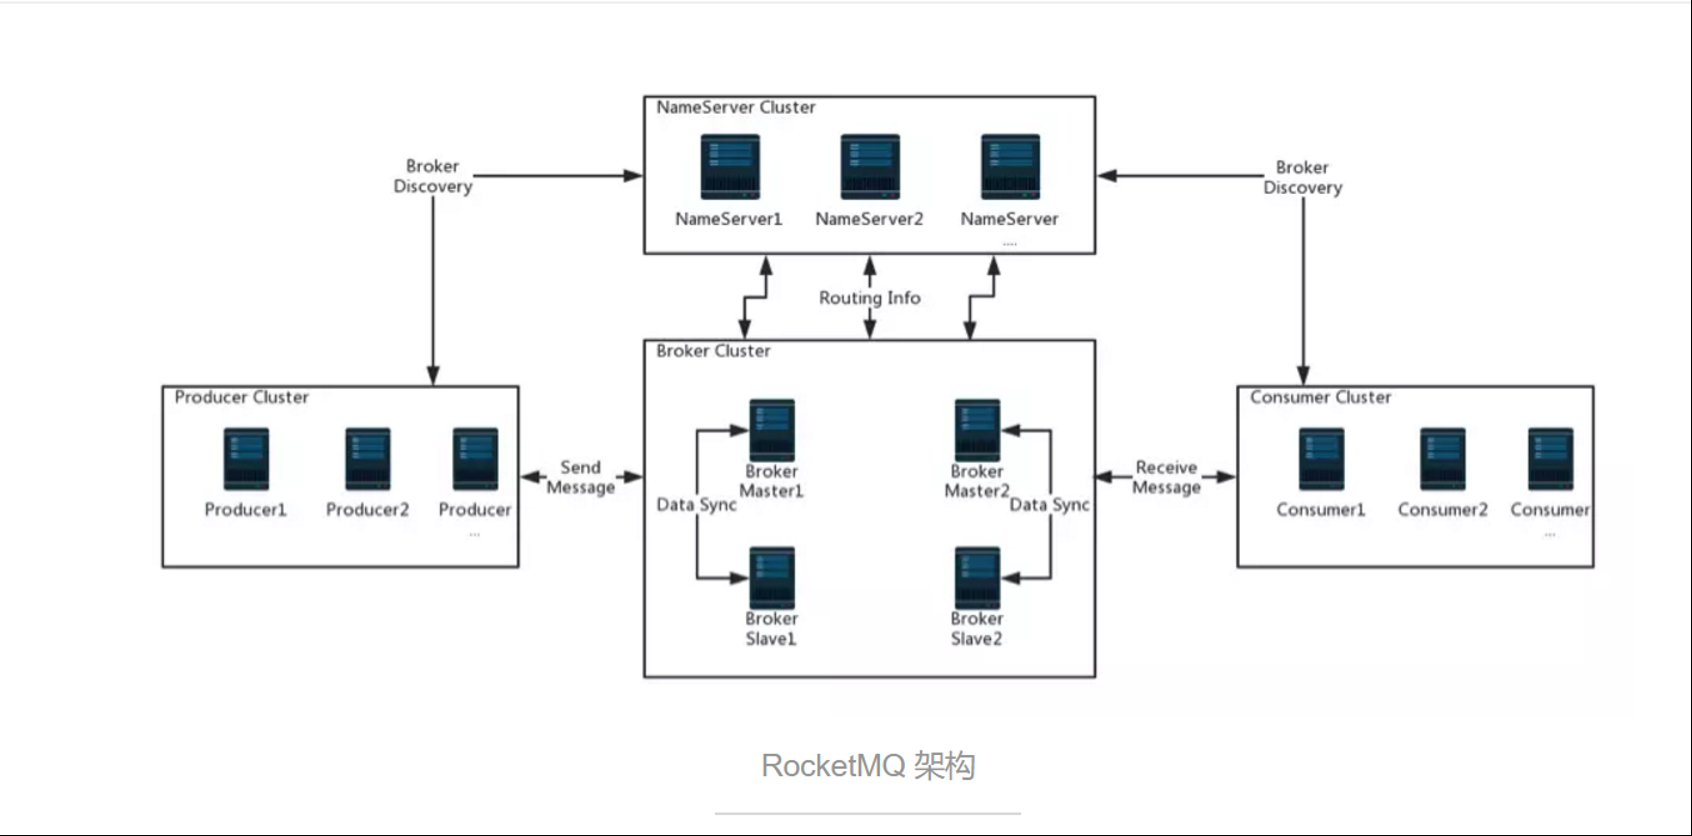 NameServer Cluster
NameServer1
NameServer2
NameServer
....
Broker
Discovery
Broker
Discovery
Routing Info
Producer Cluster
Producer1
Producer2
Producer
...
Send
Message
Broker Cluster
Broker
Master1
Broker
Master2
Data Sync
Data Sync
Broker
Slave1
Broker
Slave2
Receive
Message
Consumer Cluster
Consumer1
Consumer2
Consumer
...
RocketMQ 架构